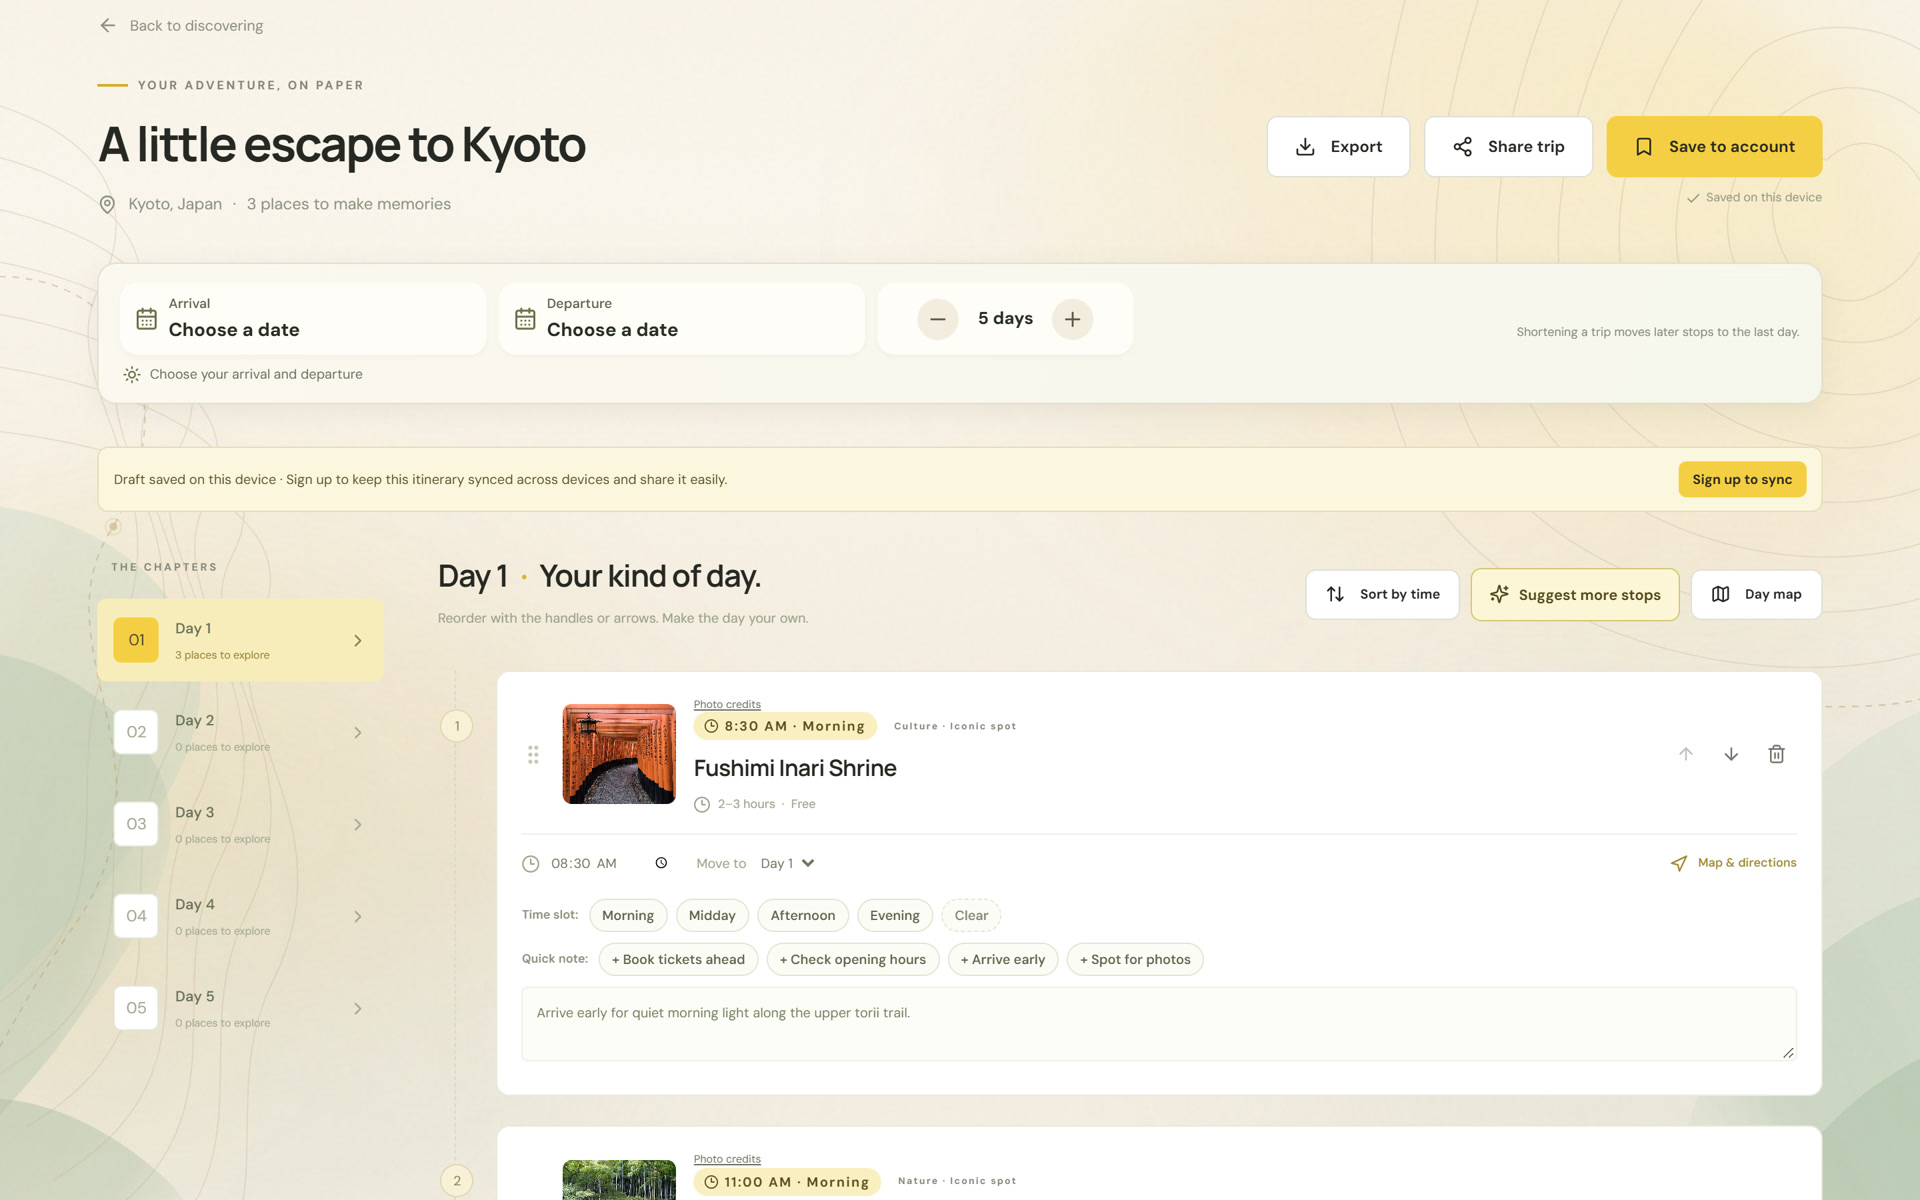 Back to discovering
YOUR ADVENTURE, ON PAPER
A little escape to Kyoto
Export
Share trip
Save to account
Kyoto, Japan · 3 places to make memories
Saved on this device
Arrival
Choose a date
Departure
Choose a date
5 days
Shortening a trip moves later stops to the last day.
Choose your arrival and departure
Draft saved on this device · Sign up to keep this itinerary synced across devices and share it easily.
Sign up to sync
THE CHAPTERS
01
Day 1
3 places to explore
02
Day 2
0 places to explore
03
Day 3
0 places to explore
04
Day 4
0 places to explore
05
Day 5
0 places to explore
Day 1 · Your kind of day.
Reorder with the handles or arrows. Make the day your own.
Sort by time
Suggest more stops
Day map
1
Photo credits
8:30 AM · Morning
Culture · Iconic spot
Fushimi Inari Shrine
2–3 hours · Free
08:30 AM
Move to Day 1
Map & directions
Time slot: Morning Midday Afternoon Evening Clear
Quick note: + Book tickets ahead + Check opening hours + Arrive early + Spot for photos
Arrive early for quiet morning light along the upper torii trail.
2
Photo credits
11:00 AM · Morning
Nature · Iconic spot